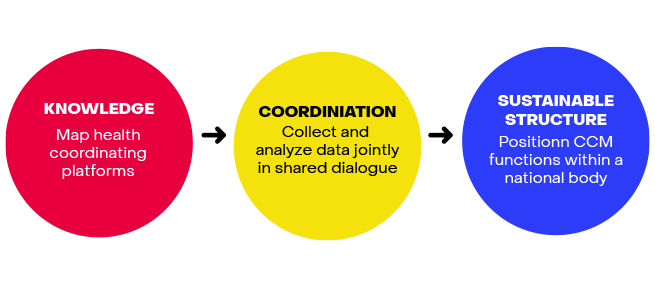 KNOWLEDGE
Map health
coordinating
platforms
COORDINIATION
Collect and
analyze data jointly
in shared dialogue
SUSTAINABLE
STRUCTURE
Positionn CCM
functions within a
national body